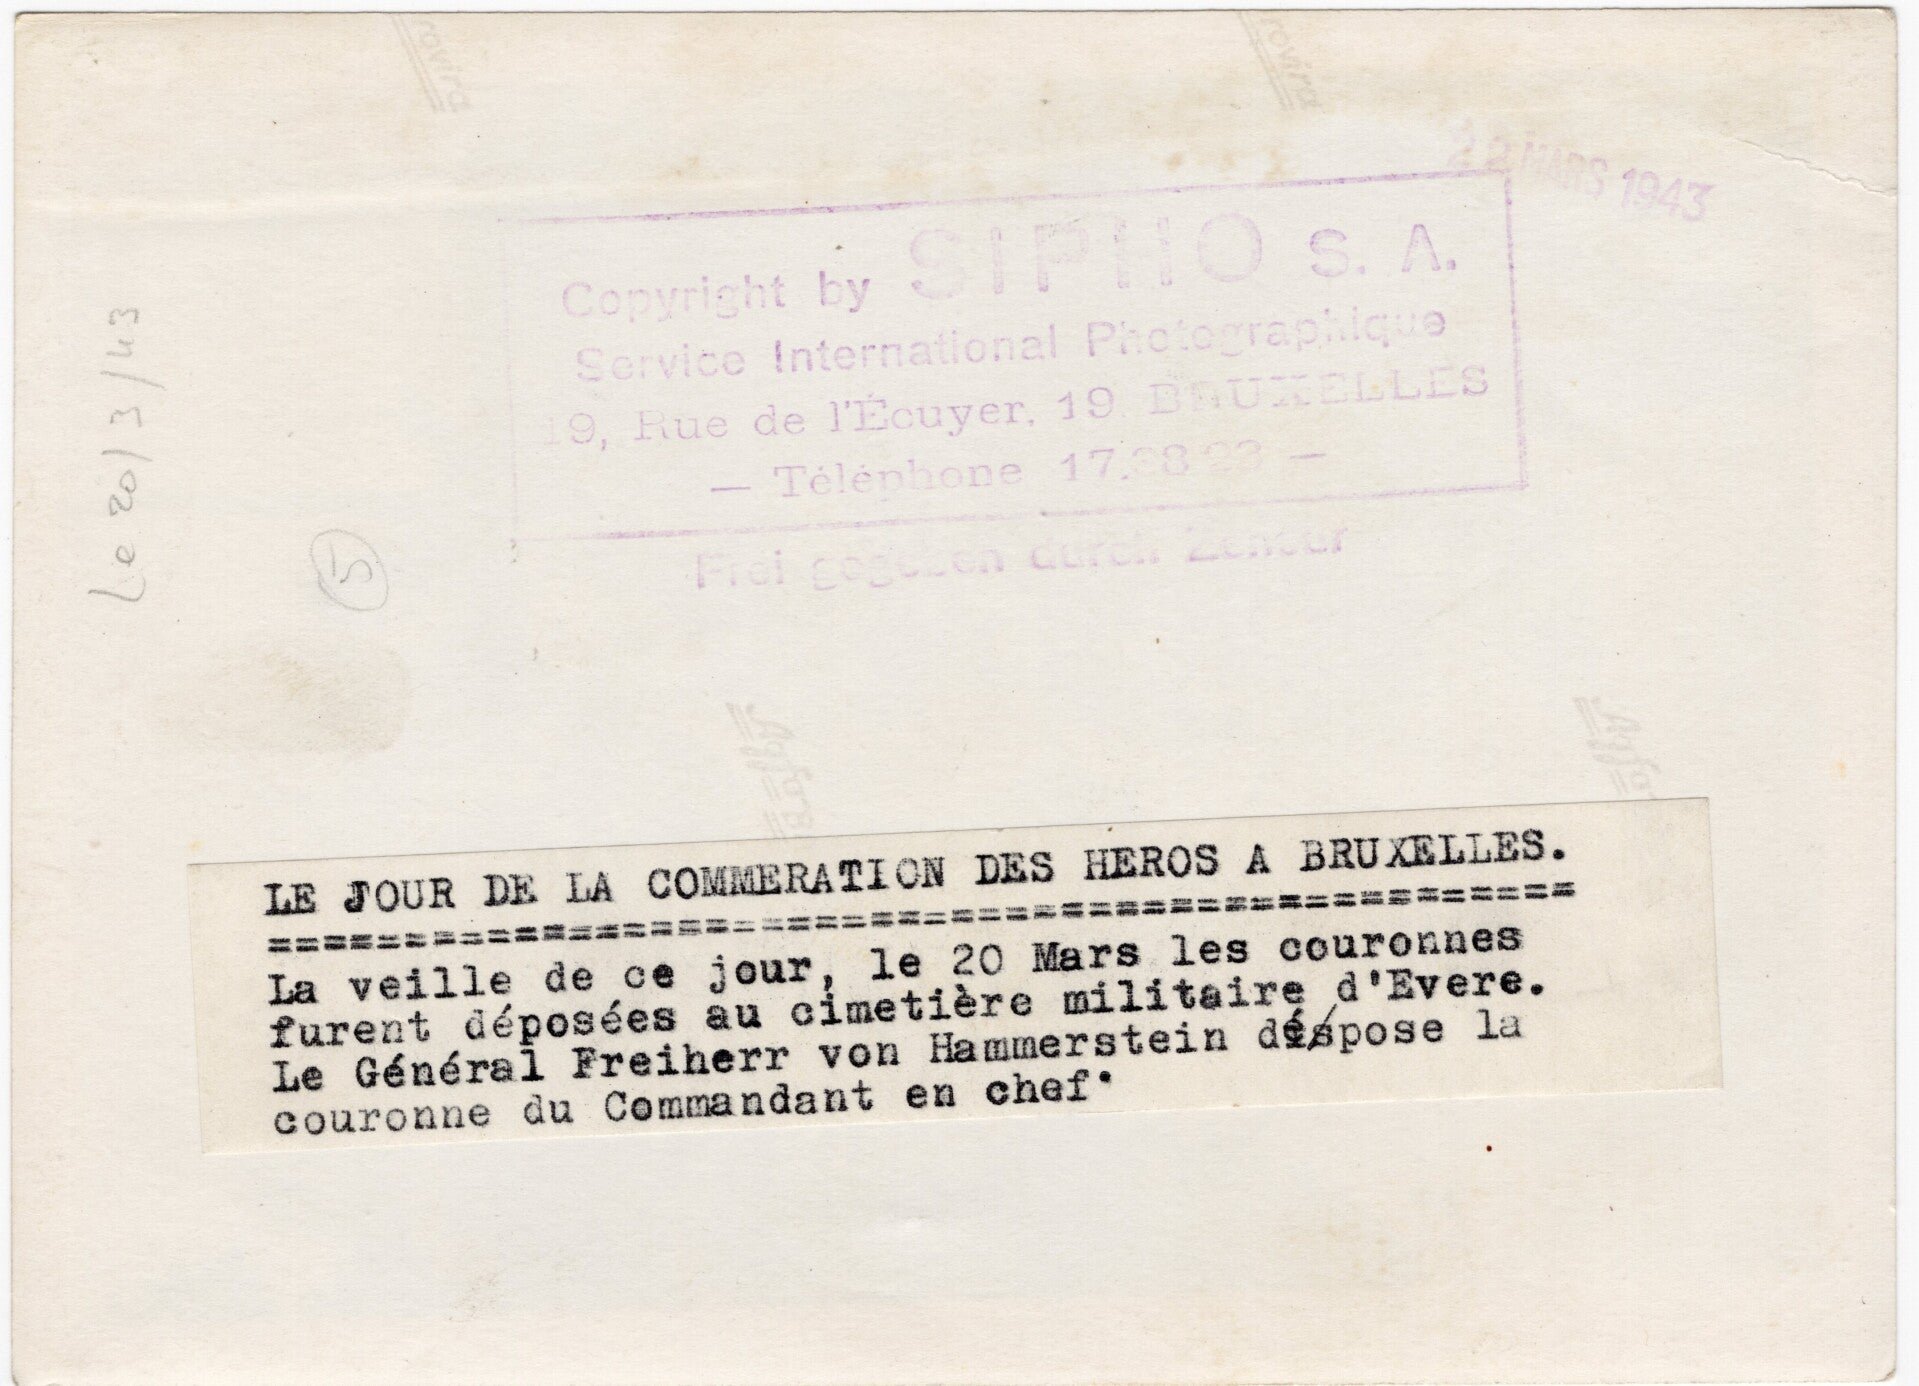 22 MARS 1943
Copyright by SIPHO S. A.
Service International Photographique
19, Rue de l'Écuyer, 19 BRUXELLES
— Téléphone 17.38 —
Frei gegeben durch Zensur
Le 20/3/43
5
LE JOUR DE LA COMMERATION DES HEROS A BRUXELLES.
================================================
La veille de ce jour, le 20 Mars les couronnes
furent déposées au cimetière militaire d'Evere.
Le Général Freiherr von Hammerstein déspose la
couronne du Commandant en chef.